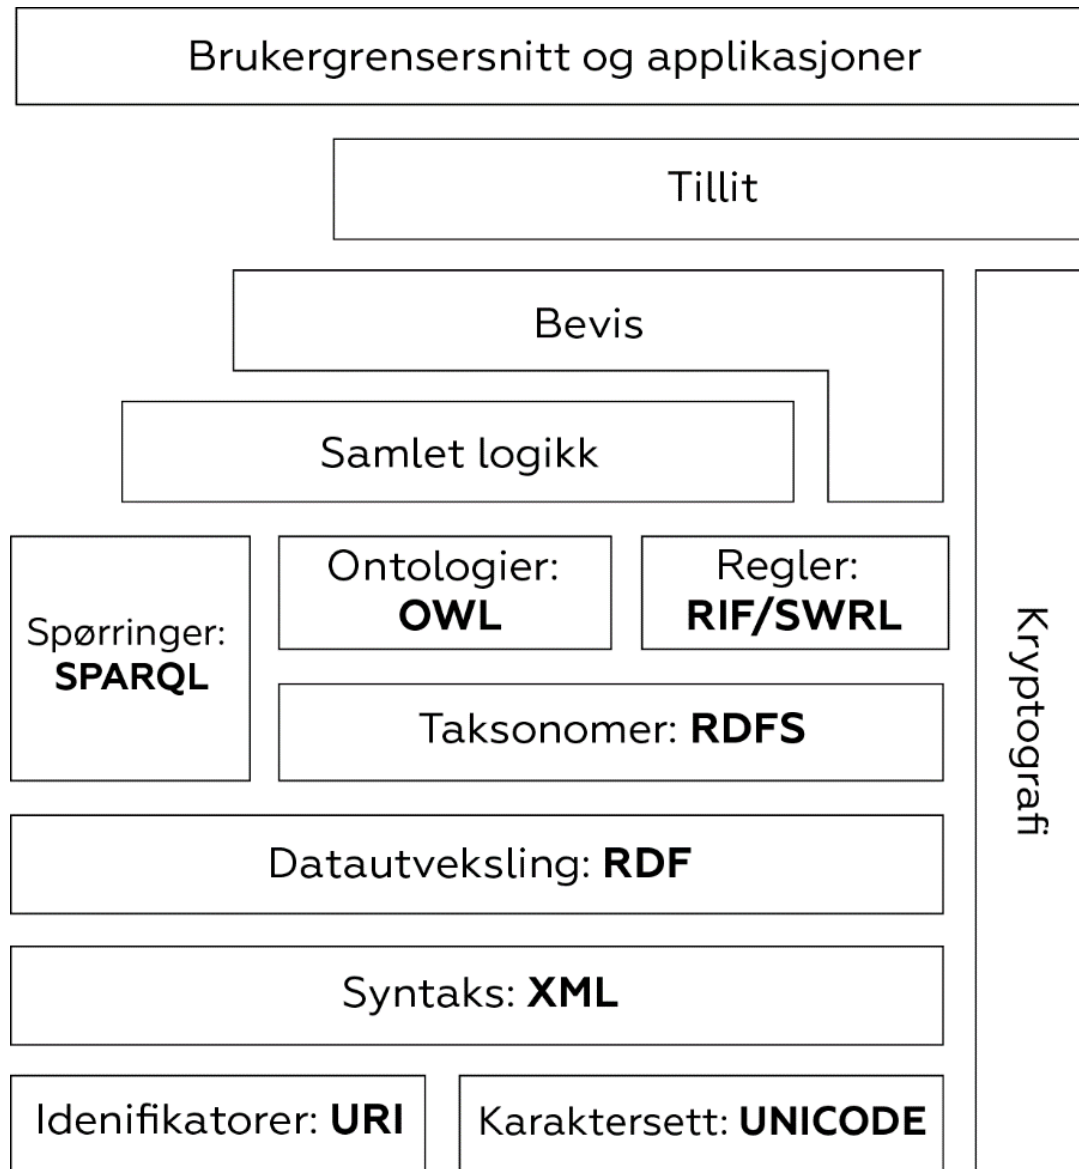 Brukergrensersnitt og applikasjoner
Tillit
Bevis
Samlet logikk
Spørringer:
SPARQL
Ontologier:
OWL
Regler:
RIF/SWRL
Taksonomer: RDFS
Kryptografi
Datautveksling: RDF
Syntaks: XML
Idenifikatorer: URI
Karaktersett: UNICODE